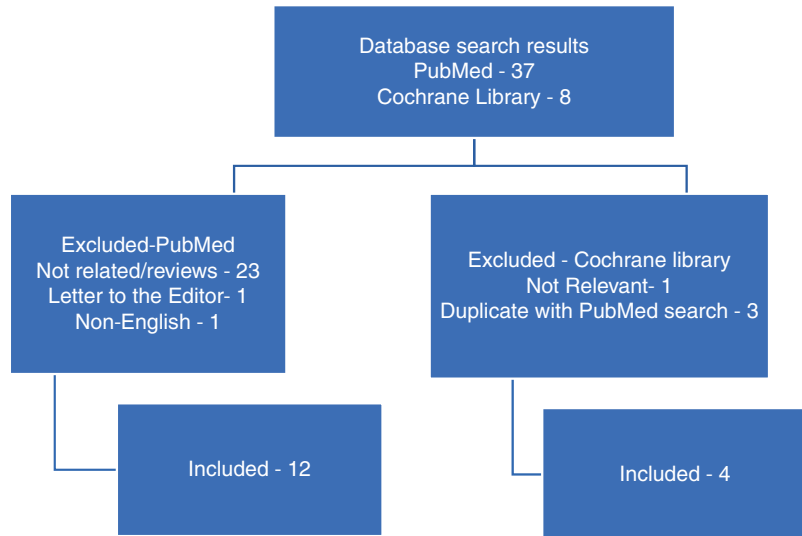 Database search results
PubMed - 37
Cochrane Library - 8
Excluded-PubMed
Not related/reviews - 23
Letter to the Editor- 1
Non-English - 1
Excluded - Cochrane library
Not Relevant- 1
Duplicate with PubMed search - 3
Included - 12
Included - 4